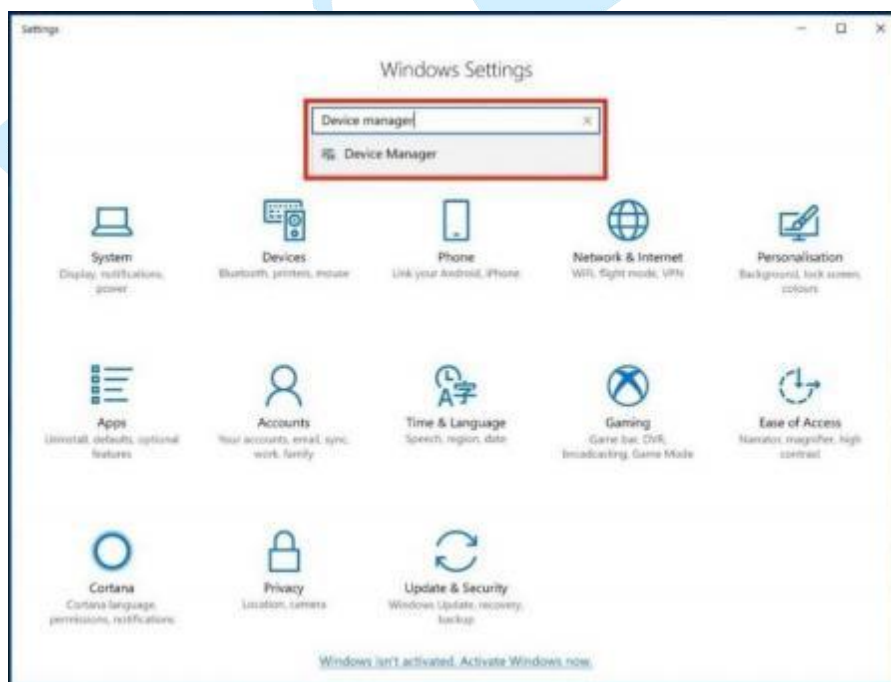 Settings
Windows Settings
Device manager
Device Manager
System
Display, notifications,
power
Devices
Bluetooth, printers, mouse
Phone
Link your Android, iPhone
Network & Internet
WiFi, flight mode, VPN
Personalisation
Background, lock screen,
colours
Apps
Uninstall, defaults, optional
features
Accounts
Your accounts, email, sync,
work, family
Time & Language
Speech, region, date
Gaming
Game bar, DVR,
broadcasting, Game Mode
Ease of Access
Narrator, magnifier, high
contrast
Cortana
Cortana language,
permissions, notifications
Privacy
Location, camera
Update & Security
Windows Update, recovery,
backup
Windows isn't activated. Activate Windows now.